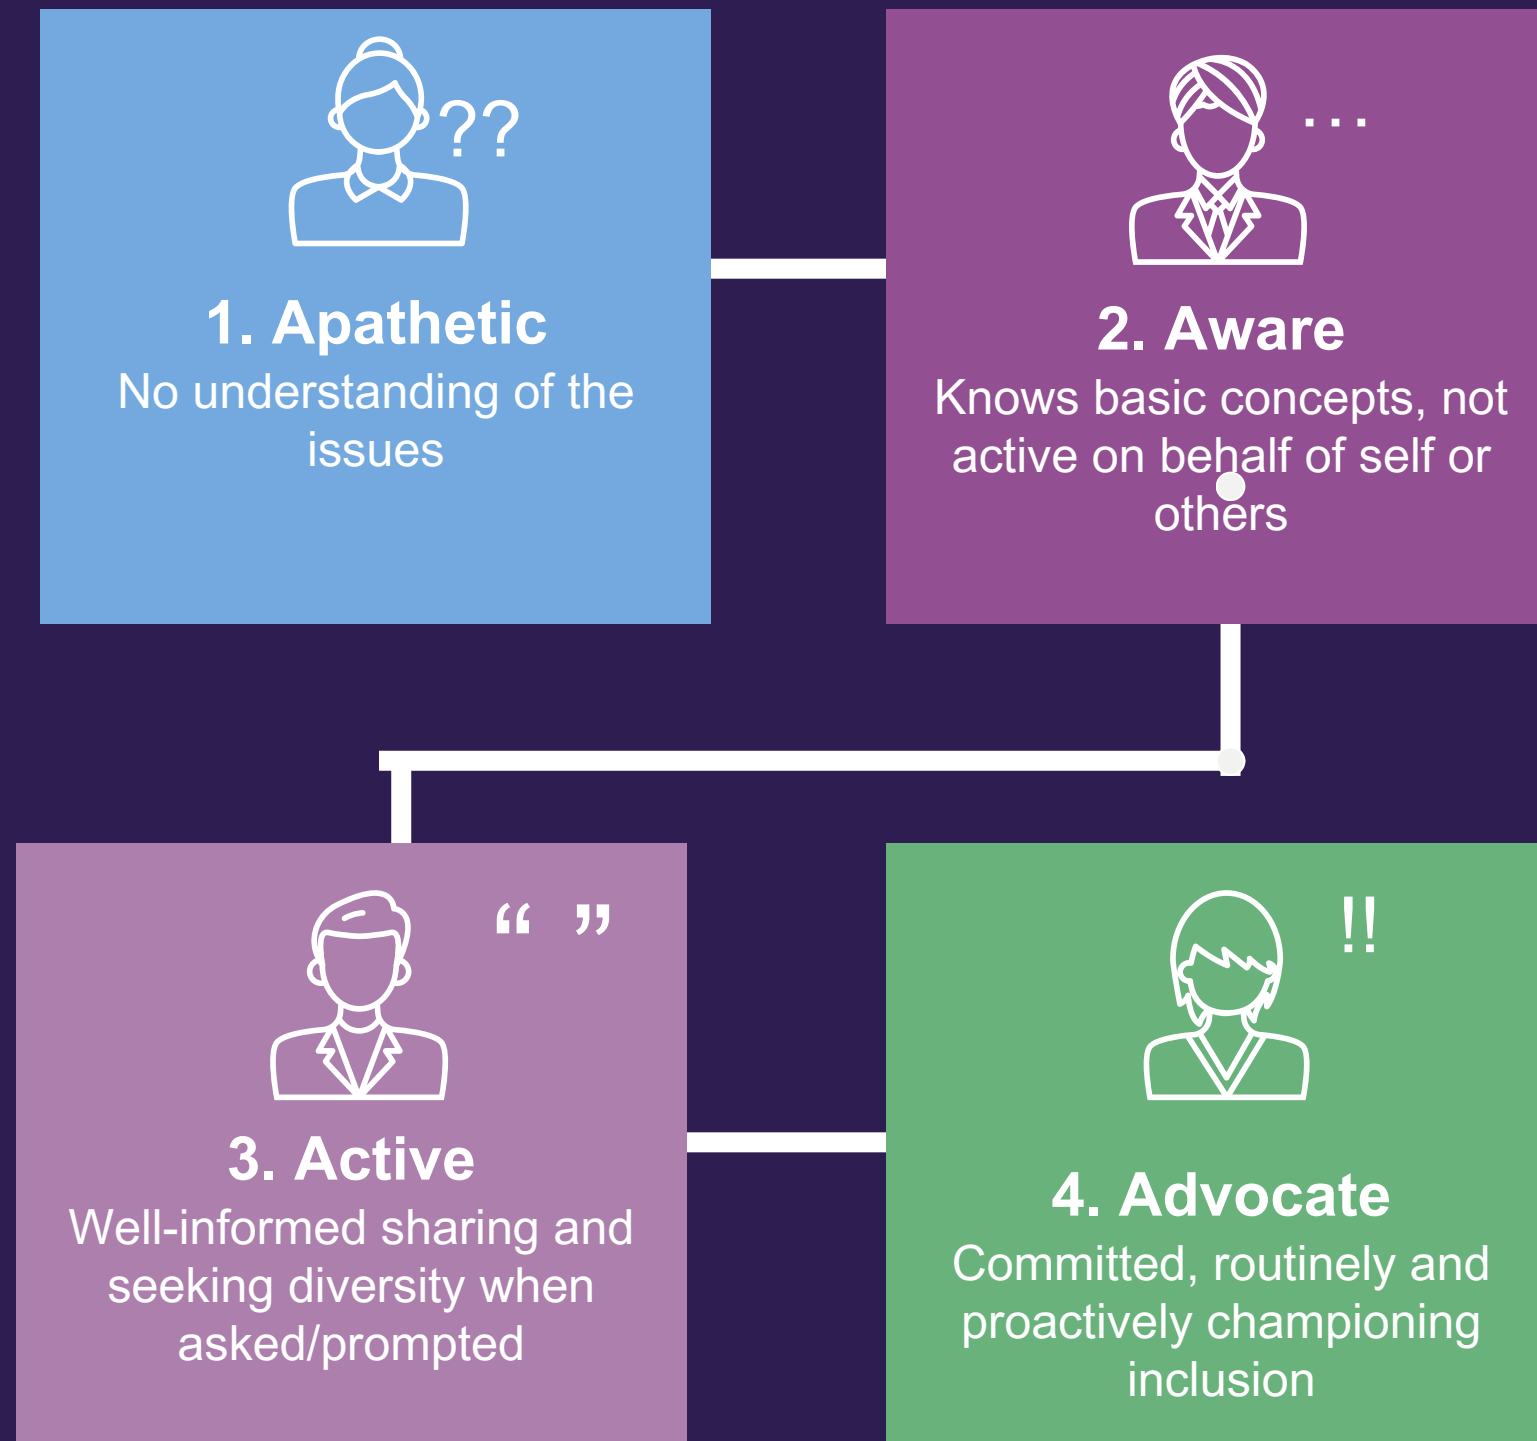 ??
1. Apathetic
No understanding of the
issues
...
2. Aware
Knows basic concepts, not
active on behalf of self or
others
“ ”
3. Active
Well-informed sharing and
seeking diversity when
asked/prompted
!!
4. Advocate
Committed, routinely and
proactively championing
inclusion